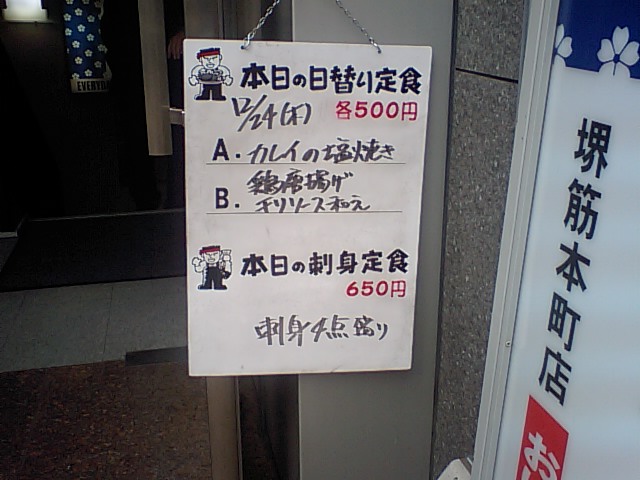 本日の日替り定食
12/24(木)
各500円
A. カレイの塩焼き
鶏唐揚げ
B. チリソース和え
本日の刺身定食
650円
刺身4点盛り
EVERYD
堺筋本町店
お